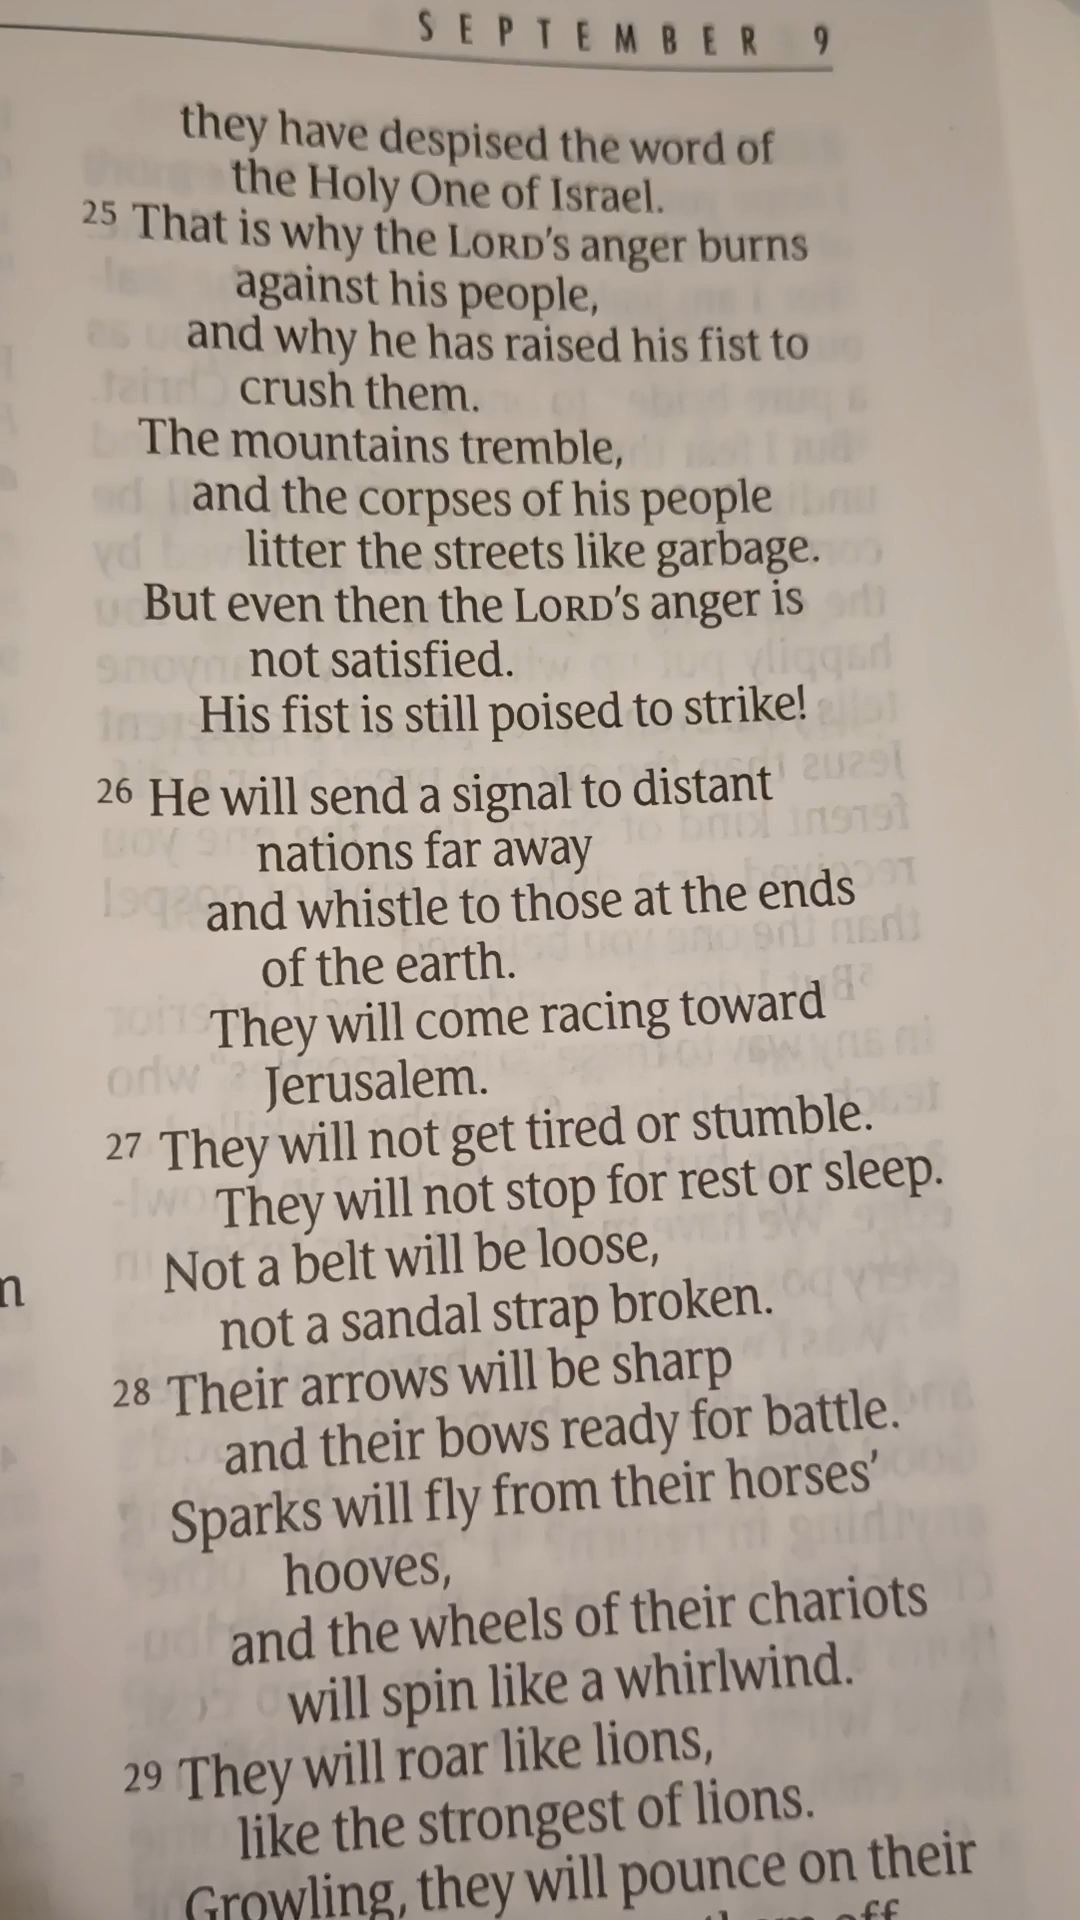 SEPTEMBER 9
they have despised the word of
the Holy One of Israel.
25 That is why the LORD's anger burns
against his people,
and why he has raised his fist to
crush them.
The mountains tremble,
and the corpses of his people
litter the streets like garbage.
But even then the LORD's anger is
not satisfied.
His fist is still poised to strike!
26 He will send a signal to distant
nations far away
and whistle to those at the ends
of the earth.
They will come racing toward
Jerusalem.
27 They will not get tired or stumble.
They will not stop for rest or sleep.
Not a belt will be loose,
not a sandal strap broken.
28 Their arrows will be sharp
and their bows ready for battle.
Sparks will fly from their horses'
hooves,
and the wheels of their chariots
will spin like a whirlwind.
29 They will roar like lions,
like the strongest of lions.
Growling, they will pounce on their
off